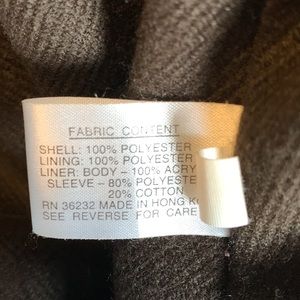 FABRIC CONTENT
SHELL: 100% POLYESTER
LINING: 100% POLYESTER
LINER: BODY – 100% ACRY
SLEEVE – 80% POLYESTE
20% COTTON
RN 36232 MADE IN HONG KO
SEE REVERSE FOR CARE